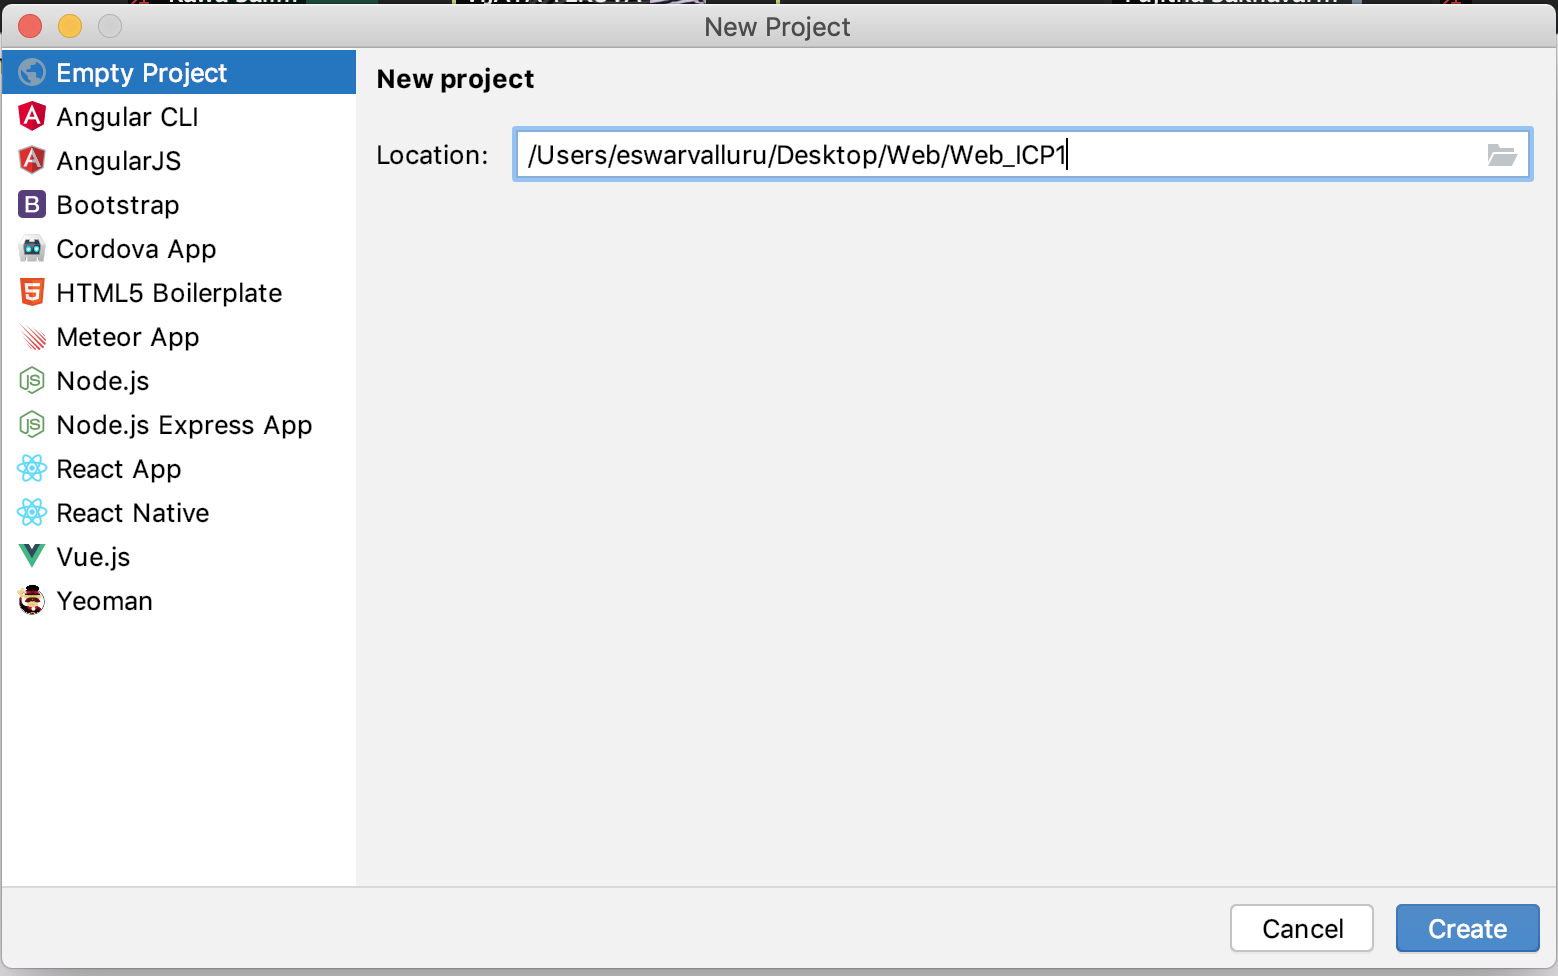 New Project
Empty Project
Angular CLI
AngularJS
Bootstrap
Cordova App
HTML5 Boilerplate
Meteor App
Node.js
Node.js Express App
React App
React Native
Vue.js
Yeoman
New project
Location: /Users/eswarvalluru/Desktop/Web/Web_ICP1
Cancel
Create